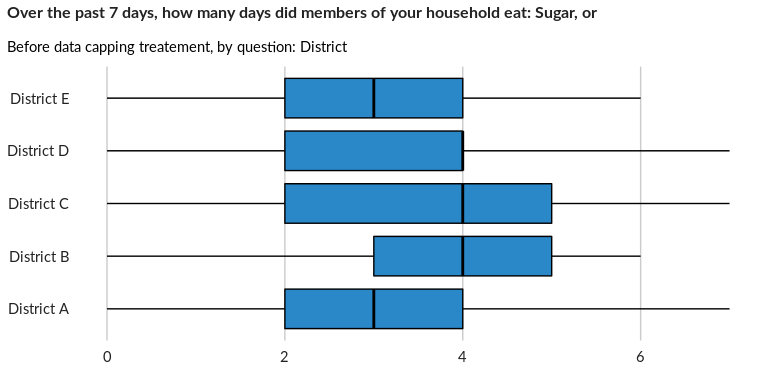 Over the past 7 days, how many days did members of your household eat: Sugar, or
Before data capping treatement, by question: District
District E
District D
District C
District B
District A
0 2 4 6